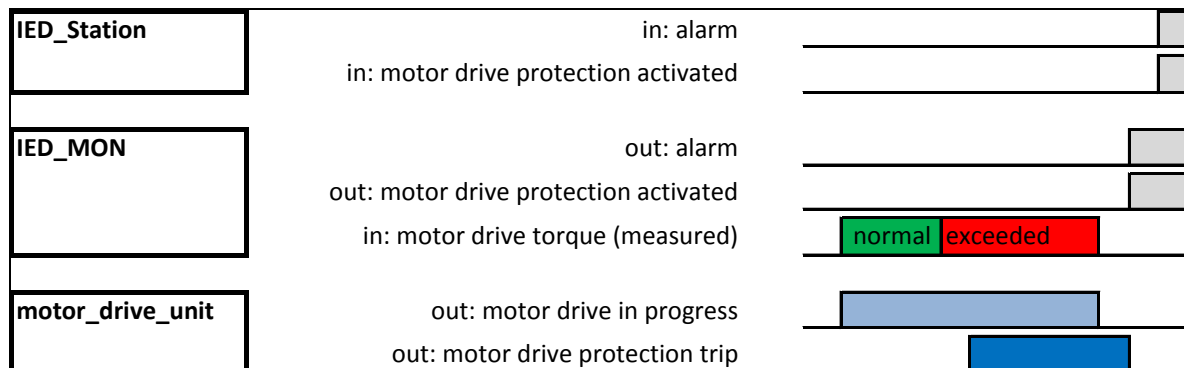 IED_Station
in: alarm
in: motor drive protection activated
IED_MON
out: alarm
out: motor drive protection activated
in: motor drive torque (measured)
normal exceeded
motor_drive_unit
out: motor drive in progress
out: motor drive protection trip